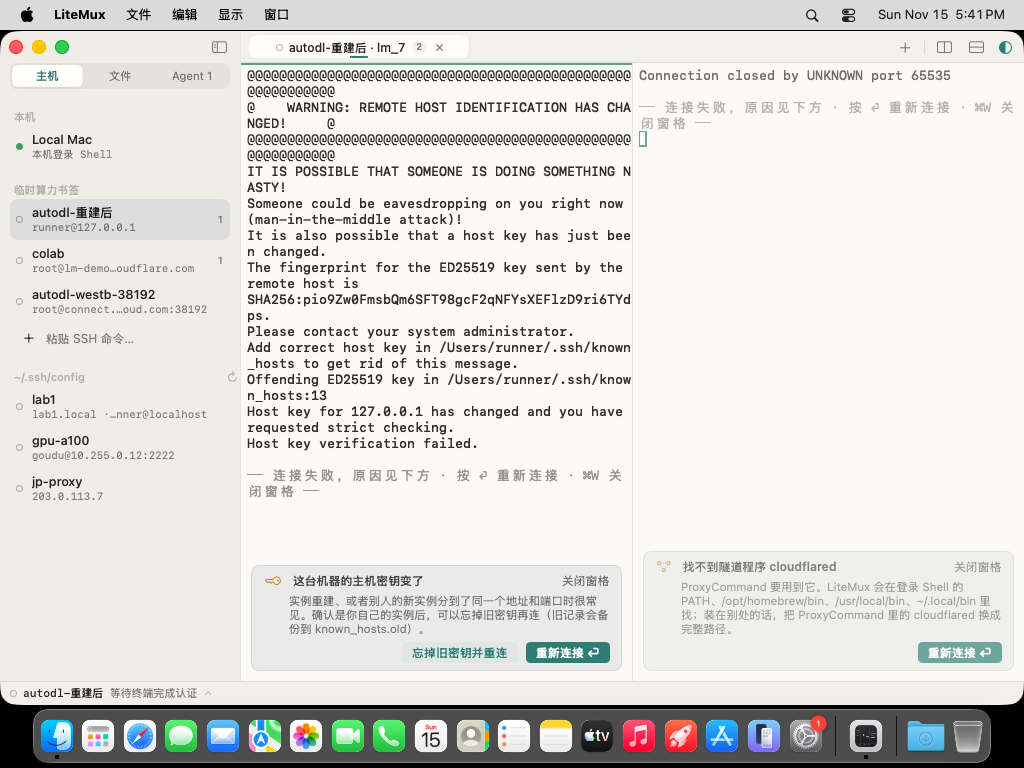 LiteMux 文件 编辑 显示 窗口 Sun Nov 15 5:41 PM
autodl-重建后 · lm_7 2 ×
主机 文件 Agent 1
本机
Local Mac
本机登录 Shell
临时算力书签
autodl-重建后 1
runner@127.0.0.1
colab 1
root@lm-demo…oudflare.com
autodl-westb-38192
root@connect.…oud.com:38192
+ 粘贴 SSH 命令…
~/.ssh/config
lab1
lab1.local ·…nner@localhost
gpu-a100
goudu@10.255.0.12:2222
jp-proxy
203.0.113.7
@@@@@@@@@@@@@@@@@@@@@@@@@@@@@@@@@@@@@@@@@@@@@@@@
@@@@@@@@@@@
@ WARNING: REMOTE HOST IDENTIFICATION HAS CHA
NGED! @
@@@@@@@@@@@@@@@@@@@@@@@@@@@@@@@@@@@@@@@@@@@@@@@@
@@@@@@@@@@@
IT IS POSSIBLE THAT SOMEONE IS DOING SOMETHING N
ASTY!
Someone could be eavesdropping on you right now
(man-in-the-middle attack)!
It is also possible that a host key has just bee
n changed.
The fingerprint for the ED25519 key sent by the
remote host is
SHA256:pio9Zw0FmsbQm6SFT98gcF2qNFYsXEFlzD9ri6TYd
ps.
Please contact your system administrator.
Add correct host key in /Users/runner/.ssh/known
_hosts to get rid of this message.
Offending ED25519 key in /Users/runner/.ssh/know
n_hosts:13
Host key for 127.0.0.1 has changed and you have
requested strict checking.
Host key verification failed.
── 连接失败，原因见下方 · 按 ⏎ 重新连接 · ⌘W 关
闭窗格 ──
这台机器的主机密钥变了 关闭窗格
实例重建、或者别人的新实例分到了同一个地址和端口时很常
见。确认是你自己的实例后，可以忘掉旧密钥再连（旧记录会备
份到 known_hosts.old）。
忘掉旧密钥并重连 重新连接 ⏎
Connection closed by UNKNOWN port 65535
── 连接失败，原因见下方 · 按 ⏎ 重新连接 · ⌘W 关
闭窗格 ──
找不到隧道程序 cloudflared 关闭窗格
ProxyCommand 要用到它。LiteMux 会在登录 Shell 的
PATH、/opt/homebrew/bin、/usr/local/bin、~/.local/bin 里
找；装在别处的话，把 ProxyCommand 里的 cloudflared 换成
完整路径。
重新连接 ⏎
autodl-重建后 等待终端完成认证
Sun
15
tv
1